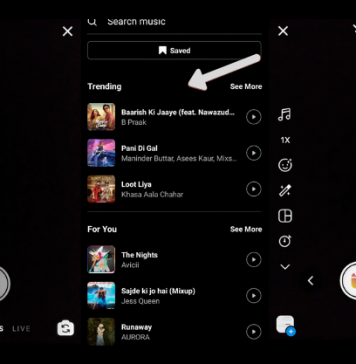 Search music
Saved
Trending
See More
Baarish Ki Jaaye (feat. Nawazud...
B Praak
Pani Di Gal
Maninder Buttar, Asees Kaur, Mixs...
Loot Liya
Khasa Aala Chahar
1X
For You
See More
The Nights
Avicii
Sajde ki jo hai (Mixup)
Jess Queen
Runaway
AURORA
S LIVE